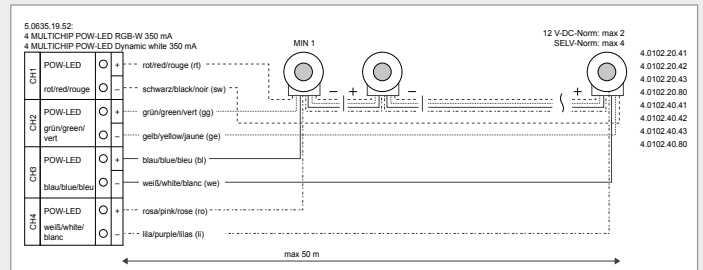 5.0635.19.52:
4 MULTICHIP POW-LED RGB-W 350 mA
4 MULTICHIP POW-LED Dynamic white 350 mA
MIN 1
12 V-DC-Norm: max 2
SELV-Norm: max 4
CH1
POW-LED
rot/red/rouge
+
–
rot/red/rouge (rt)
schwarz/black/noir (sw)
CH2
POW-LED
grün/green/
vert
+
–
grün/green/vert (gg)
gelb/yellow/jaune (ge)
CH3
POW-LED
blau/blue/bleu
+
–
blau/blue/bleu (bl)
weiß/white/blanc (we)
CH4
POW-LED
weiß/white/
blanc
+
–
rosa/pink/rose (ro)
lila/purple/lilas (li)
– + – +
4.0102.20.41
4.0102.20.42
4.0102.20.43
4.0102.20.80
4.0102.40.41
4.0102.40.42
4.0102.40.43
4.0102.40.80
max 50 m